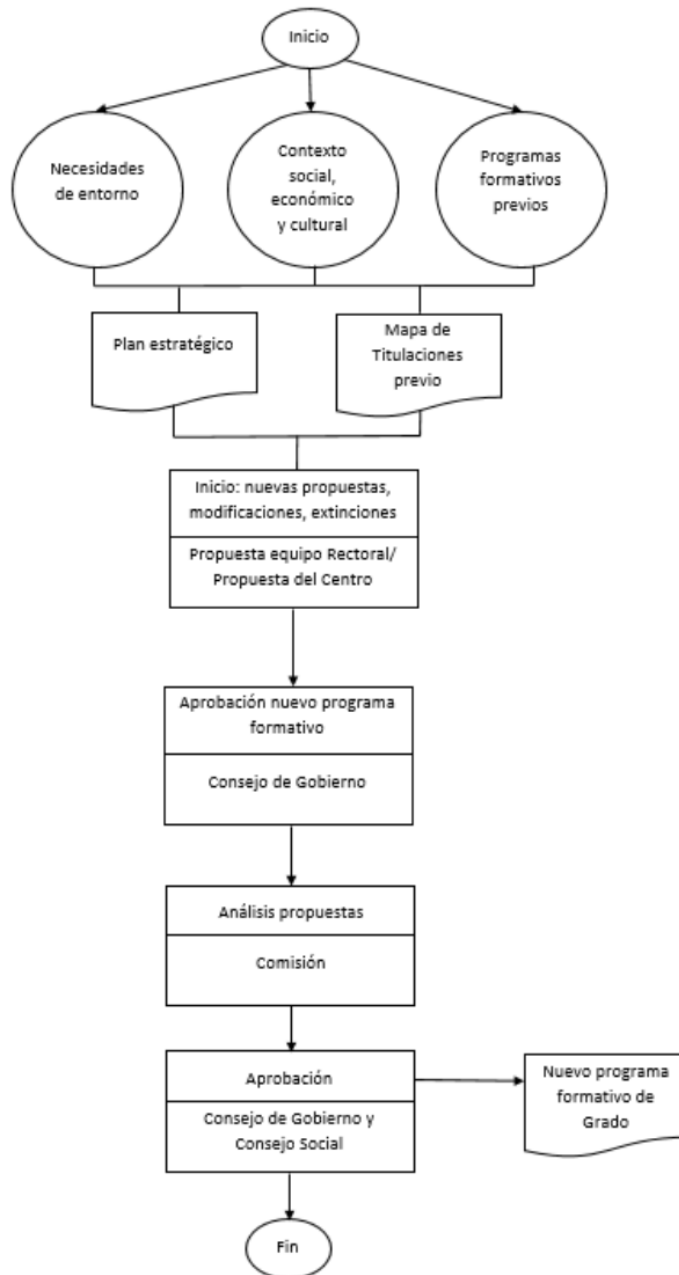 Inicio
Necesidades
de entorno
Contexto
social,
económico
y cultural
Programas
formativos
previos
Plan estratégico
Mapa de
Titulaciones
previo
Inicio: nuevas propuestas,
modificaciones, extinciones
Propuesta equipo Rectoral/
Propuesta del Centro
Aprobación nuevo programa
formativo
Consejo de Gobierno
Análisis propuestas
Comisión
Aprobación
Consejo de Gobierno y
Consejo Social
Nuevo programa
formativo de
Grado
Fin